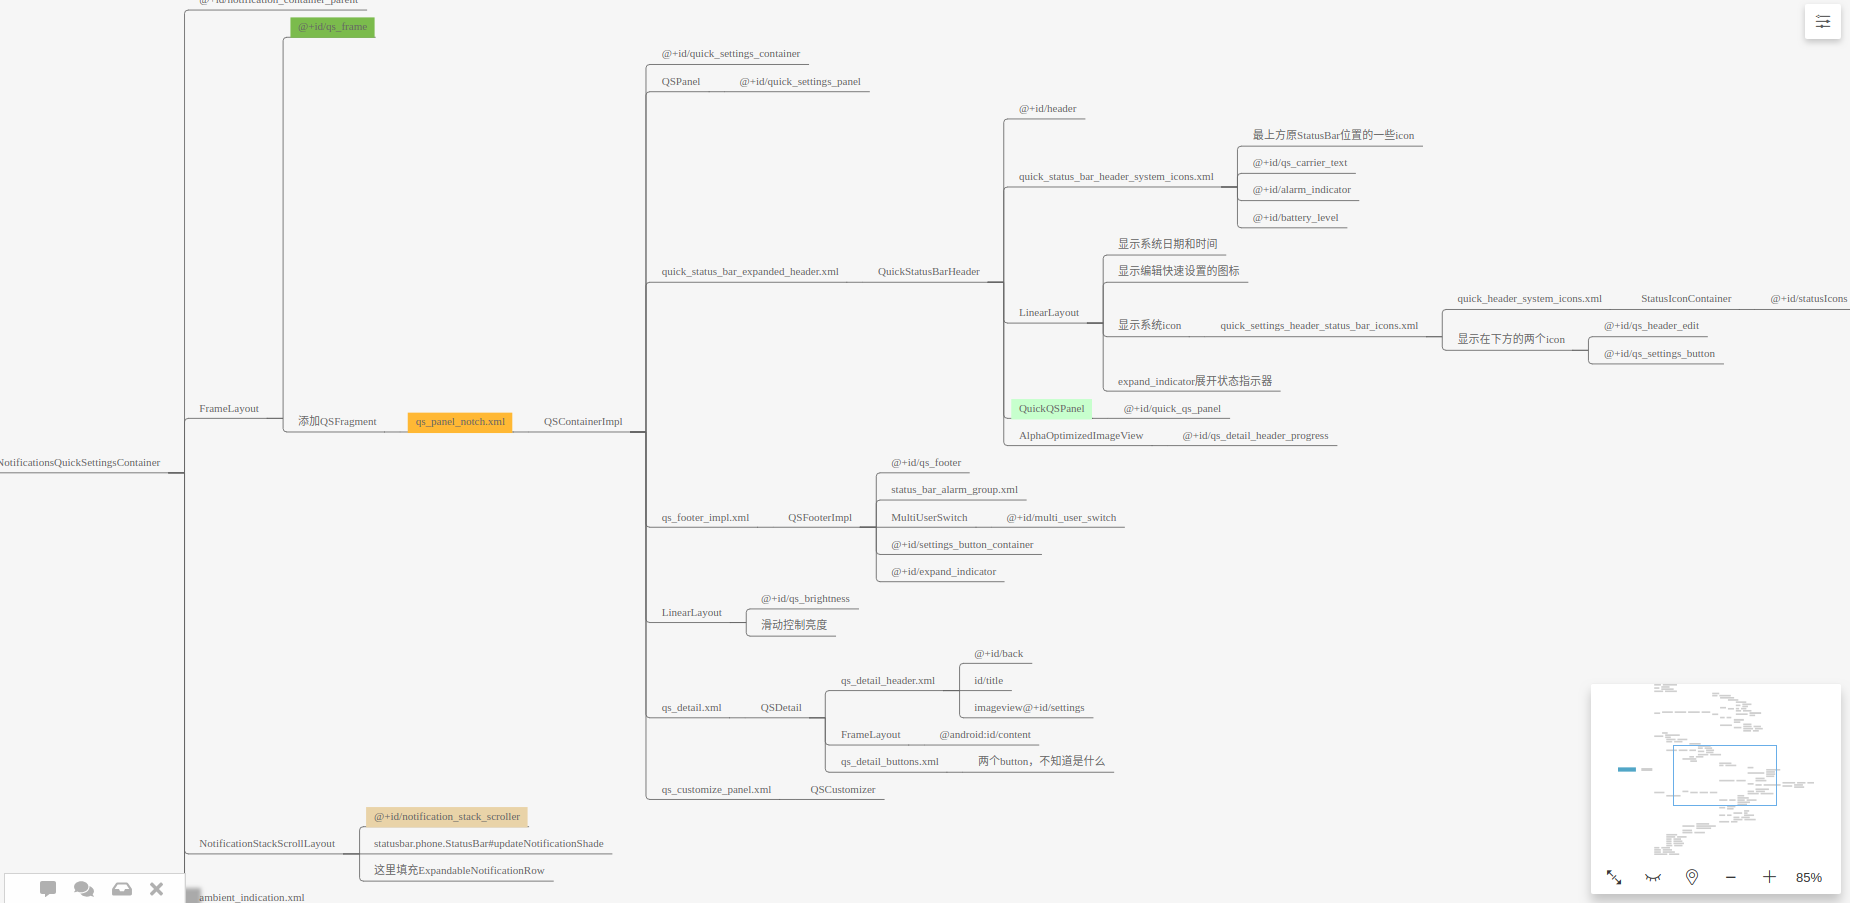 @+id/notification_container_parent
@+id/qs_frame
@+id/quick_settings_container
QSPanel
@+id/quick_settings_panel
@+id/header
最上方原StatusBar位置的一些icon
@+id/qs_carrier_text
quick_status_bar_header_system_icons.xml
@+id/alarm_indicator
@+id/battery_level
显示系统日期和时间
quick_status_bar_expanded_header.xml
QuickStatusBarHeader
显示编辑快速设置的图标
quick_header_system_icons.xml
StatusIconContainer
@+id/statusIcons
LinearLayout
显示系统icon
quick_settings_header_status_bar_icons.xml
@+id/qs_header_edit
显示在下方的两个icon
@+id/qs_settings_button
expand_indicator展开状态指示器
FrameLayout
添加QSFragment
qs_panel_notch.xml
QSContainerImpl
QuickQSPanel
@+id/quick_qs_panel
AlphaOptimizedImageView
@+id/qs_detail_header_progress
NotificationsQuickSettingsContainer
@+id/qs_footer
status_bar_alarm_group.xml
qs_footer_impl.xml
QSFooterImpl
MultiUserSwitch
@+id/multi_user_switch
@+id/settings_button_container
@+id/expand_indicator
LinearLayout
@+id/qs_brightness
滑动控制亮度
@+id/back
qs_detail_header.xml
id/title
qs_detail.xml
QSDetail
imageview@+id/settings
FrameLayout
@android:id/content
qs_detail_buttons.xml
两个button，不知道是什么
qs_customize_panel.xml
QSCustomizer
@+id/notification_stack_scroller
NotificationStackScrollLayout
statusbar.phone.StatusBar#updateNotificationShade
这里填充ExpandableNotificationRow
ambient_indication.xml
85%